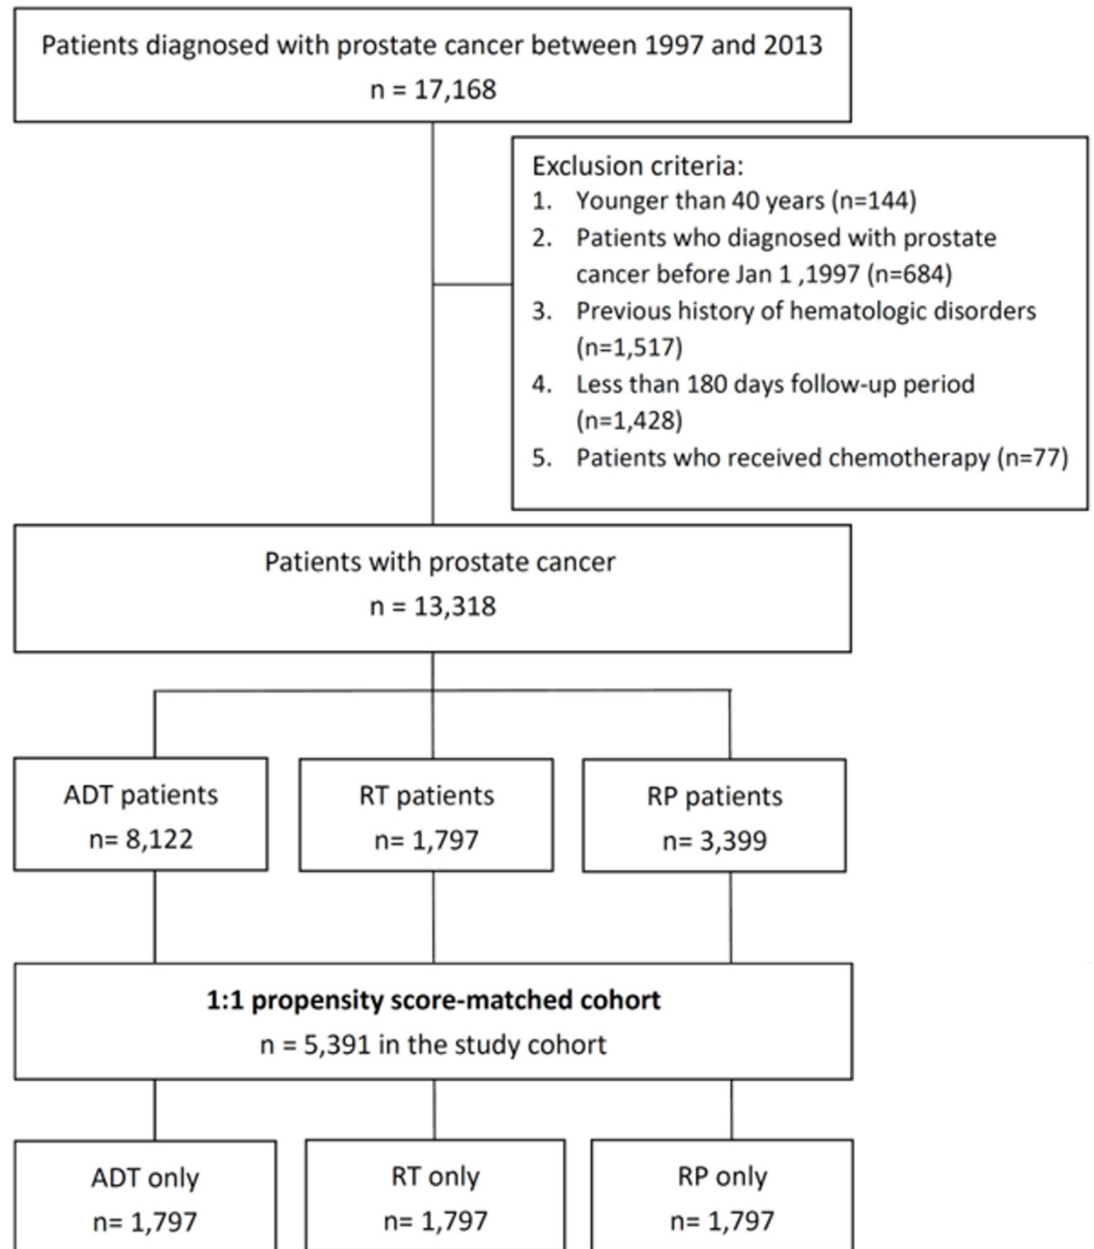 Patients diagnosed with prostate cancer between 1997 and 2013
n = 17,168
Exclusion criteria:
1. Younger than 40 years (n=144)
2. Patients who diagnosed with prostate
cancer before Jan 1 ,1997 (n=684)
3. Previous history of hematologic disorders
(n=1,517)
4. Less than 180 days follow-up period
(n=1,428)
5. Patients who received chemotherapy (n=77)
Patients with prostate cancer
n = 13,318
ADT patients
n= 8,122
RT patients
n= 1,797
RP patients
n= 3,399
1:1 propensity score-matched cohort
n = 5,391 in the study cohort
ADT only
n= 1,797
RT only
n= 1,797
RP only
n= 1,797